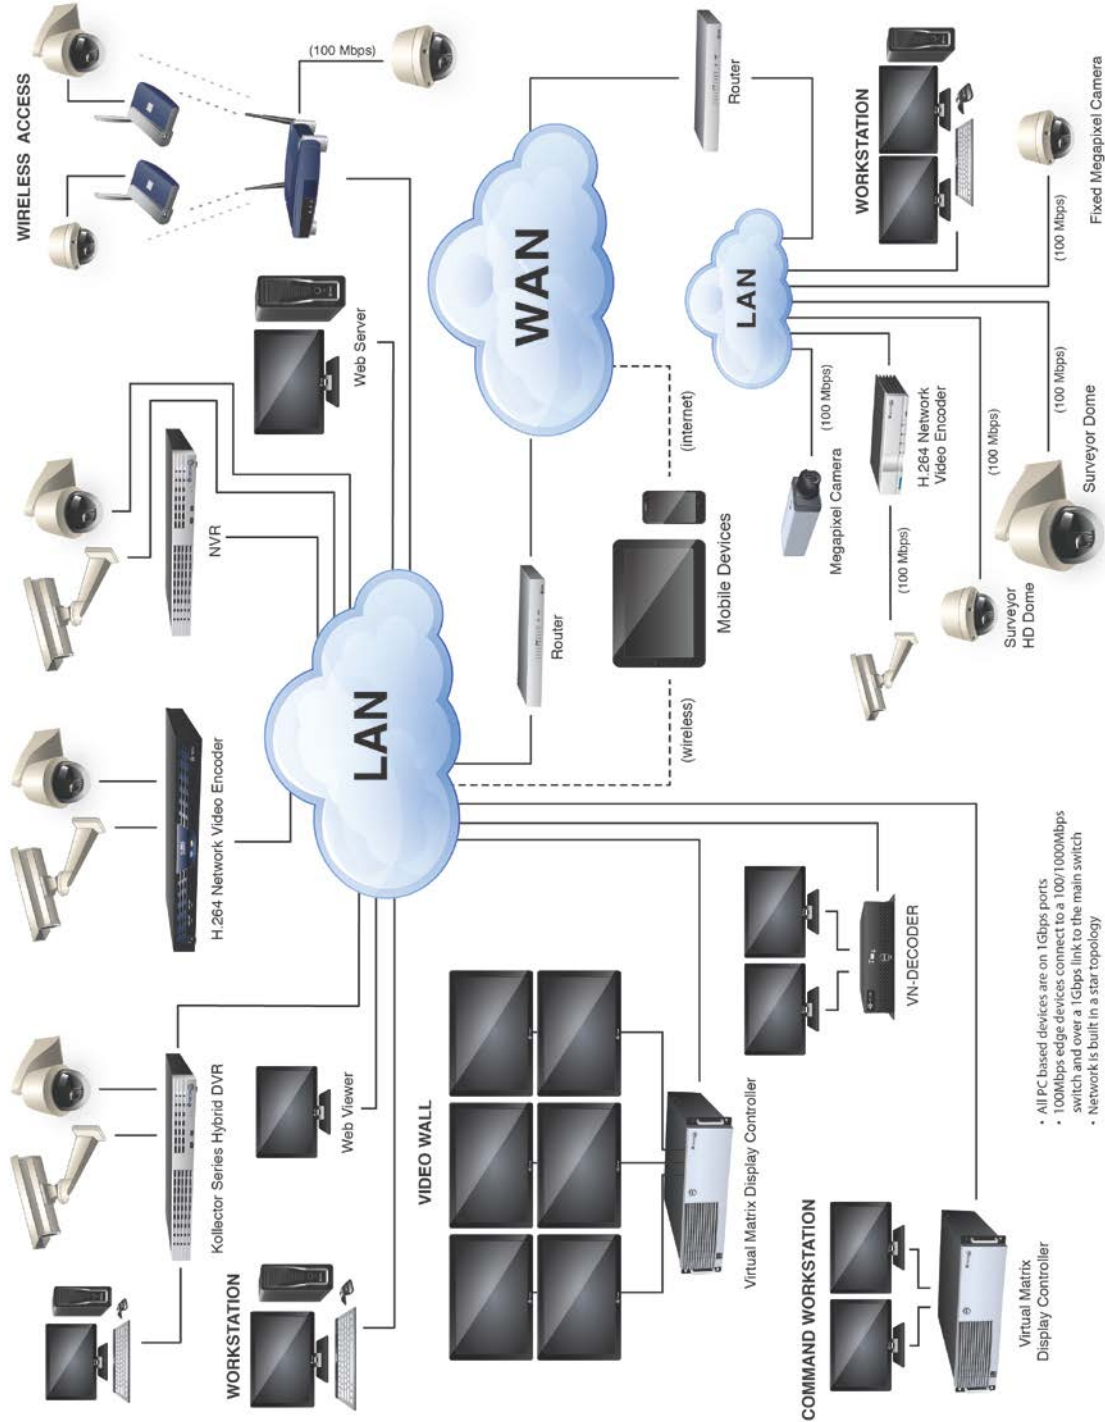 WIRELESS ACCESS
(100 Mbps)
Web Server
NVR
H.264 Network Video Encoder
Kollector Series Hybrid DVR
Web Viewer
WORKSTATION
LAN
WAN
Router
Router
(internet)
(wireless)
Mobile Devices
LAN
WORKSTATION
(100 Mbps)
Fixed Megapixel Camera
(100 Mbps)
Surveyor Dome
(100 Mbps)
Surveyor
HD Dome
H.264 Network
Video Encoder
(100 Mbps)
(100 Mbps)
Megapixel Camera
VIDEO WALL
Virtual Matrix Display Controller
VN-DECODER
COMMAND WORKSTATION
Virtual Matrix
Display Controller
• All PC based devices are on 1Gbps ports
• 100Mbps edge devices connect to a 100/1000Mbps
switch and over a 1Gbps link to the main switch
• Network is built in a star topology